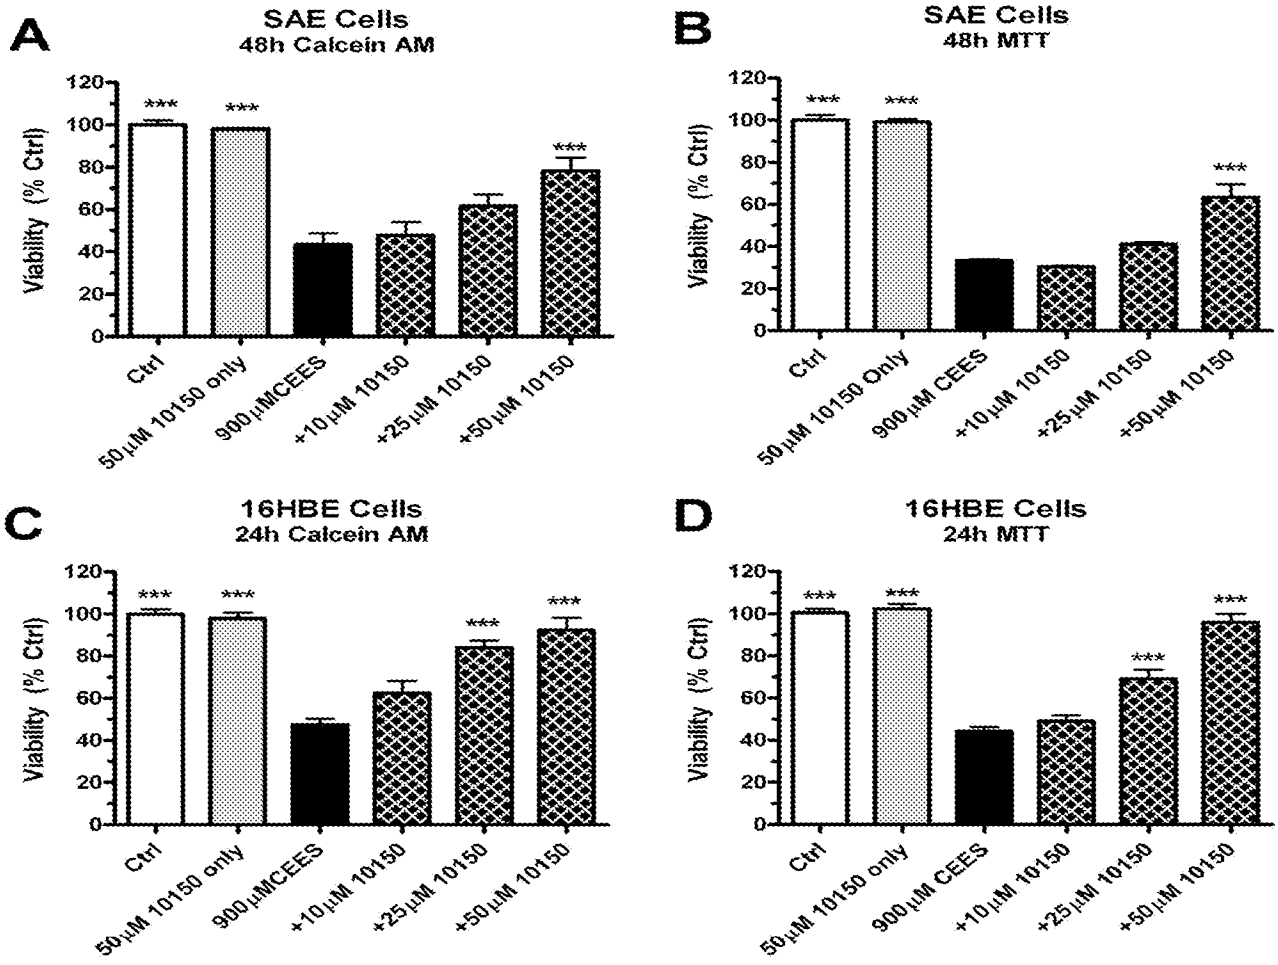 A
SAE Cells
48h Calcein AM
Viability (% Ctrl)
120
100
80
60
40
20
0
***
***
***
Ctrl
50μM 10150 only
900μMCEES
+10μM 10150
+25μM 10150
+50μM 10150
B
SAE Cells
48h MTT
Viability (% Ctrl)
120
100
80
60
40
20
0
***
***
***
Ctrl
50μM 10150 Only
900μM CEES
+10μM 10150
+25μM 10150
+50μM 10150
C
16HBE Cells
24h Calcein AM
Viability (% Ctrl)
120
100
80
60
40
20
0
***
***
***
***
Ctrl
50μM 10150 only
900μMCEES
+10μM 10150
+25μM 10150
+50μM 10150
D
16HBE Cells
24h MTT
Viability (% Ctrl)
120
100
80
60
40
20
0
***
***
***
***
Ctrl
50μM 10150 only
900μM CEES
+10μM 10150
+25μM 10150
+50μM 10150